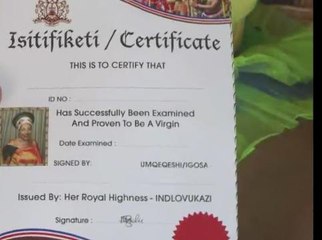 Isitifiketi / Certificate
THIS IS TO CERTIFY THAT
ID NO :
Has Successfully Been Examined
And Proven To Be A Virgin
Date Examined :
SIGNED BY: UMQEQESHI/IGOSA
Issued By: Her Royal Highness - INDLOVUKAZI
Signature :